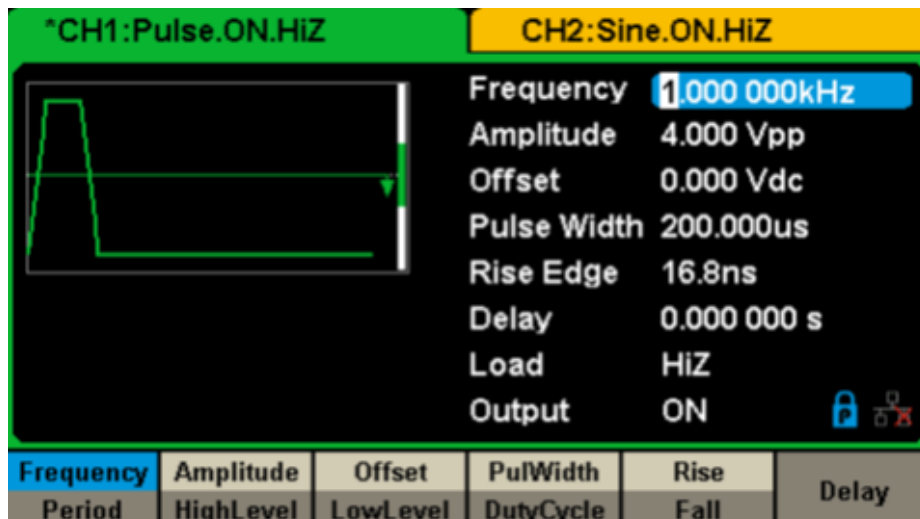 *CH1:Pulse.ON.HiZ
CH2:Sine.ON.HiZ
Frequency 1.000 000kHz
Amplitude 4.000 Vpp
Offset 0.000 Vdc
Pulse Width 200.000us
Rise Edge 16.8ns
Delay 0.000 000 s
Load HiZ
Output ON
P
Frequency Amplitude Offset PulWidth Rise Delay
Period HighLevel LowLevel DutyCycle Fall